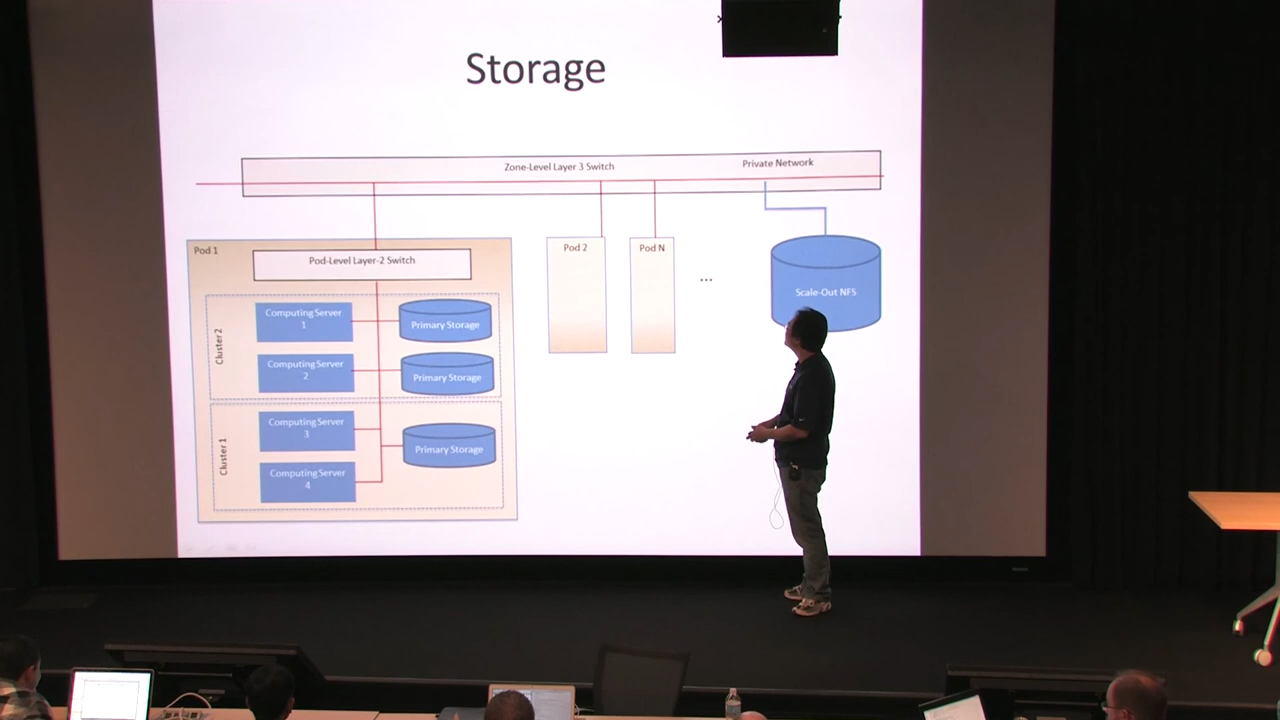 Storage
Zone-Level Layer 3 Switch
Private Network
Pod 1
Pod-Level Layer-2 Switch
Pod 2
Pod N
...
Scale-Out NFS
Cluster 2
Computing Server
1
Primary Storage
Computing Server
2
Primary Storage
Cluster 1
Computing Server
3
Primary Storage
Computing Server
4